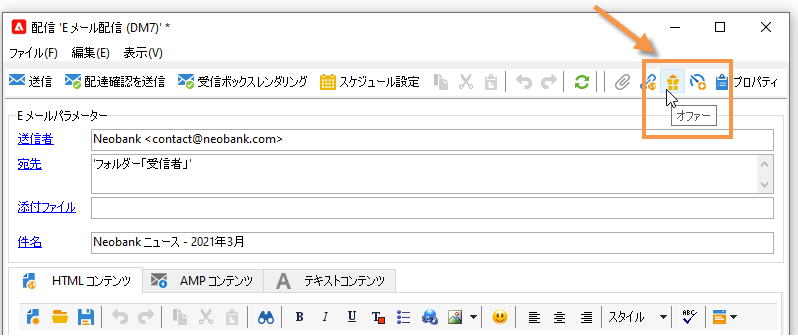 配信 'Eメール配信 (DM7)' *
ファイル(F) 編集(E) 表示(V)
送信 配達確認を送信 受信ボックスレンダリング スケジュール設定 プロパティ
オファー
Eメールパラメーター
送信者 Neobank <contact@neobank.com>
宛先 'フォルダー「受信者」'
添付ファイル
件名 Neobank ニュース - 2021年3月
HTML コンテンツ AMP コンテンツ A テキストコンテンツ
B I U T スタイル ABC